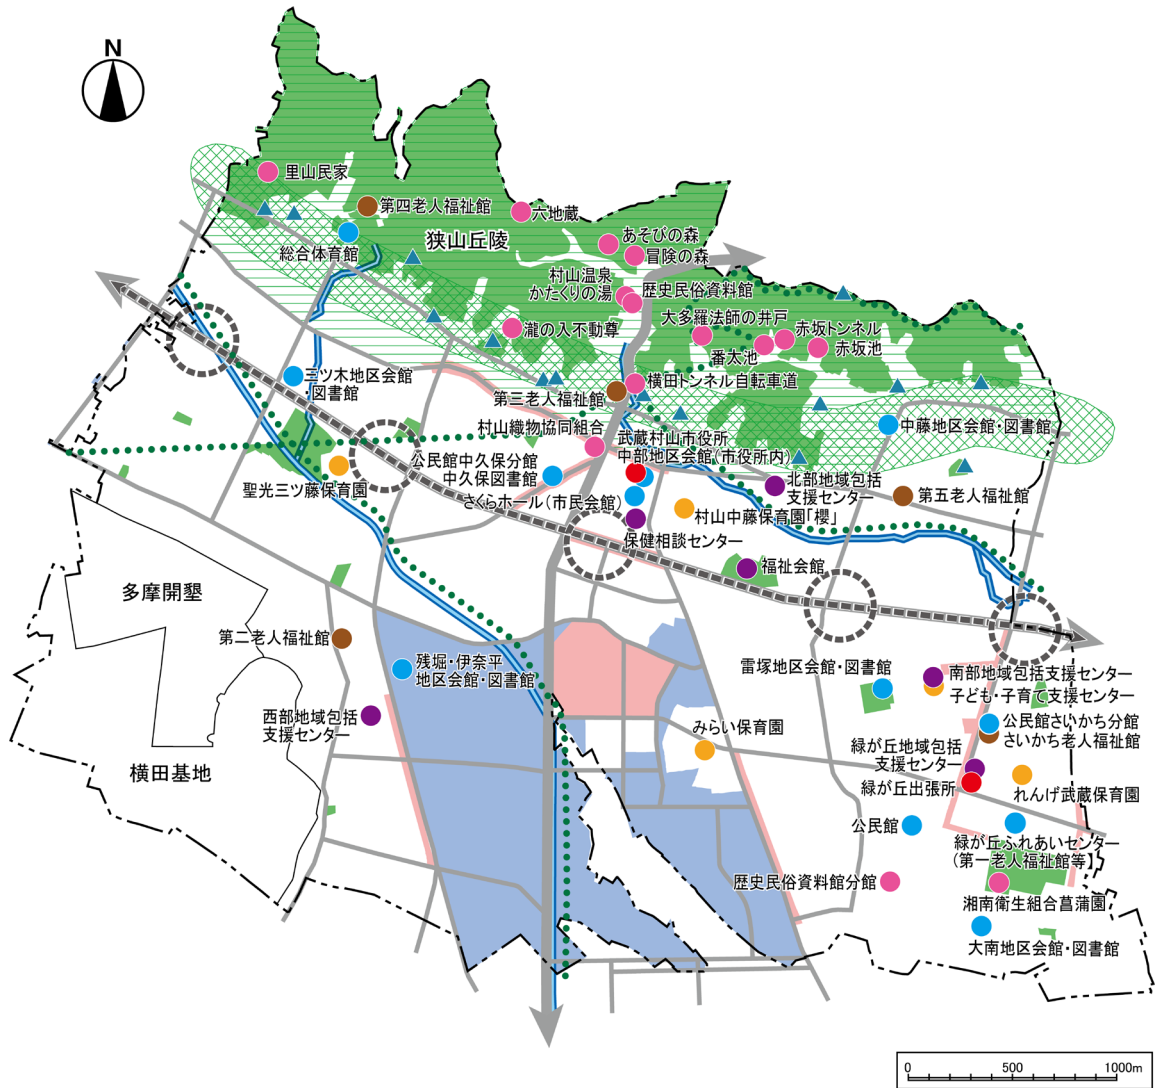 N
里山民家
第四老人福祉館
六地蔵
総合体育館
狭山丘陵
あそびの森
冒険の森
村山温泉
かたくりの湯
歴史民俗資料館
大多羅法師の井戸
赤坂トンネル
番太池
赤坂池
瀧の入不動尊
三ツ木地区会館
図書館
横田トンネル自転車道
第三老人福祉館
村山織物協同組合
武蔵村山市役所
中部地区会館(市役所内)
中藤地区会館・図書館
公民館中久保分館
中久保図書館
聖光三ツ藤保育園
さくらホール(市民会館)
北部地域包括
支援センター
第五老人福祉館
村山中藤保育園「櫻」
保健相談センター
福祉会館
多摩開墾
第二老人福祉館
残堀・伊奈平
地区会館・図書館
雷塚地区会館・図書館
南部地域包括支援センター
子ども・子育て支援センター
西部地域包括
支援センター
みらい保育園
公民館さいかち分館
さいかち老人福祉館
横田基地
緑が丘地域包括
支援センター
緑が丘出張所
れんげ武蔵保育園
公民館
緑が丘ふれあいセンター
(第一老人福祉館等)】
歴史民俗資料館分館
湘南衛生組合菖蒲園
大南地区会館・図書館
0 500 1000m